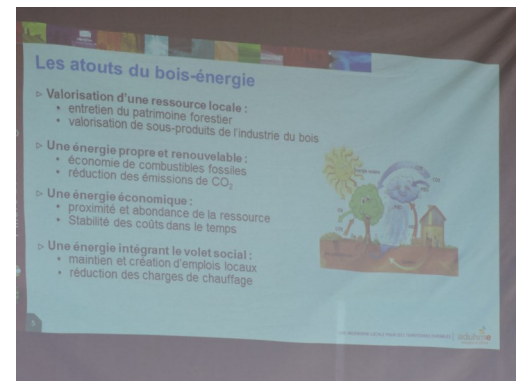 Les atouts du bois-énergie
▹ Valorisation d'une ressource locale :
• entretien du patrimoine forestier
• valorisation de sous-produits de l'industrie du bois
▹ Une énergie propre et renouvelable :
• économie de combustibles fossiles
• réduction des émissions de CO₂
▹ Une énergie économique :
• proximité et abondance de la ressource
• Stabilité des coûts dans le temps
▹ Une énergie intégrant le volet social :
• maintien et création d'emplois locaux
• réduction des charges de chauffage
5